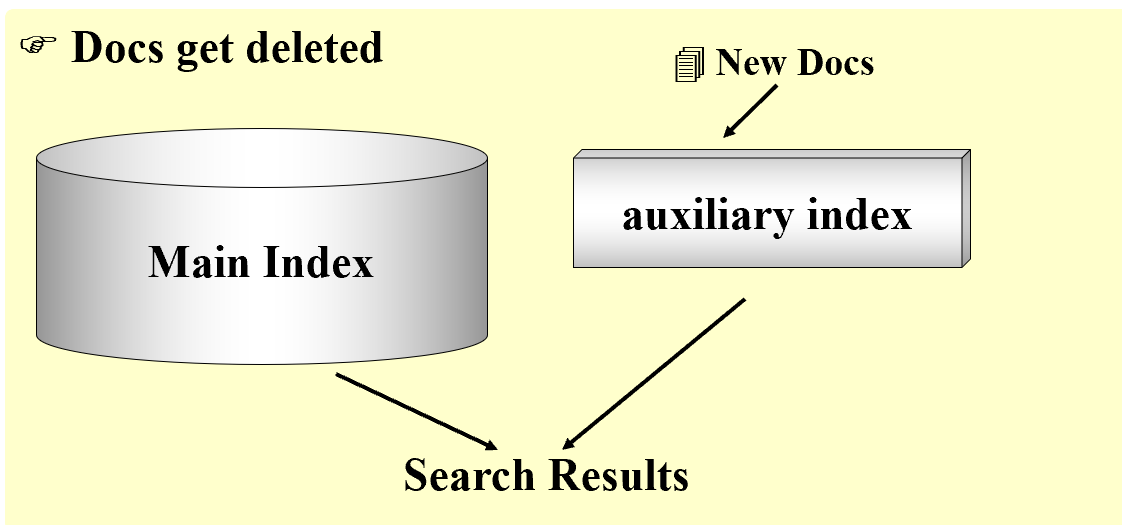 ☞ Docs get deleted
New Docs
auxiliary index
Main Index
Search Results